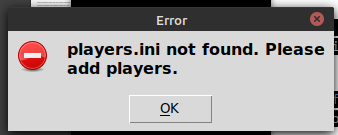 Error
players.ini not found. Please
add players.
OK